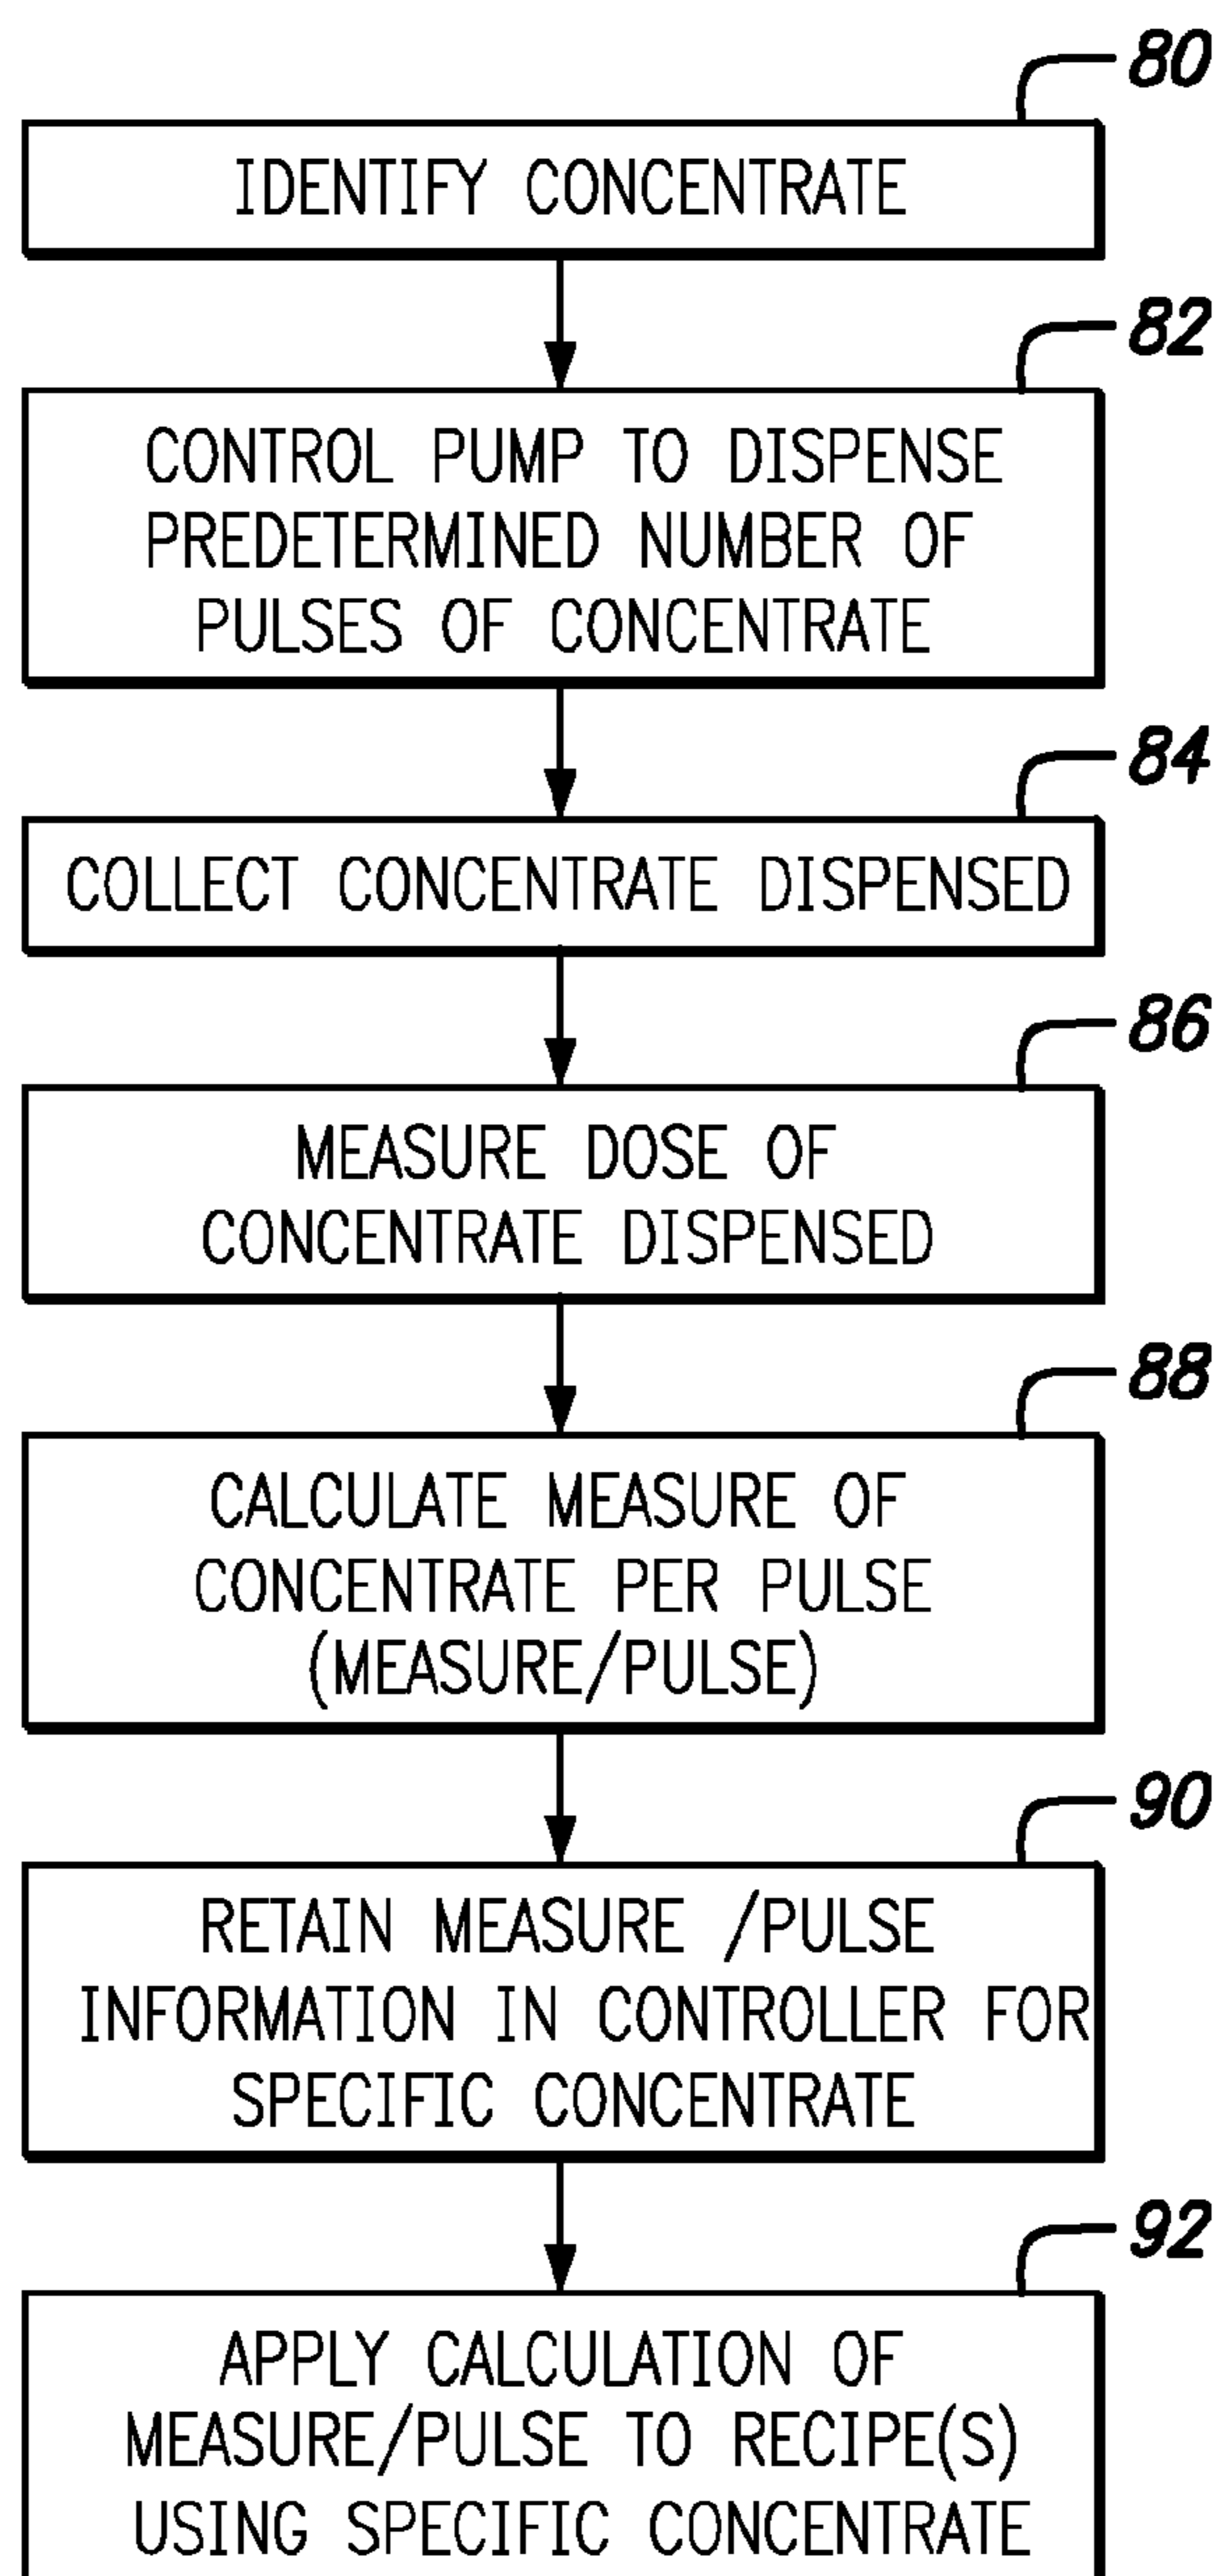 80
IDENTIFY CONCENTRATE
82
CONTROL PUMP TO DISPENSE
PREDETERMINED NUMBER OF
PULSES OF CONCENTRATE
84
COLLECT CONCENTRATE DISPENSED
86
MEASURE DOSE OF
CONCENTRATE DISPENSED
88
CALCULATE MEASURE OF
CONCENTRATE PER PULSE
(MEASURE/PULSE)
90
RETAIN MEASURE /PULSE
INFORMATION IN CONTROLLER FOR
SPECIFIC CONCENTRATE
92
APPLY CALCULATION OF
MEASURE/PULSE TO RECIPE(S)
USING SPECIFIC CONCENTRATE